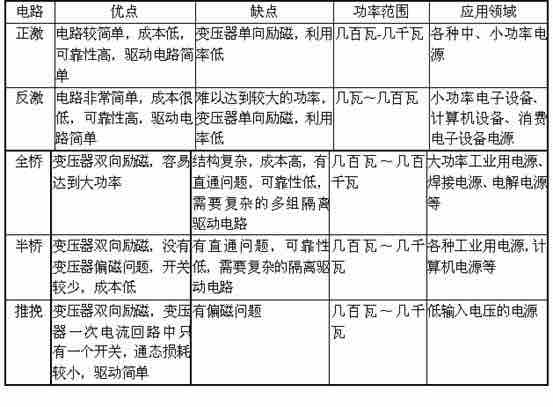 电路 优点 缺点 功率范围 应用领域
正激 电路较简单，成本低， 变压器单向励磁，利用 几百瓦-几千瓦 各种中、小功率电
可靠性高，驱动电路简 率低 源
单
反激 电路非常简单，成本很 难以达到较大的功率， 几瓦～几百瓦 小功率电子设备、
低，可靠性高，驱动电 变压器单向励磁，利用 计算机设备、消费
路简单 率低 电子设备电源
全桥 变压器双向励磁，容易 结构复杂，成本高，有 几百瓦～几百 大功率工业用电源、
达到大功率 直通问题，可靠性低， 千瓦 焊接电源、电解电源
需要复杂的多组隔离 等
驱动电路
半桥 变压器双向励磁，没有 有直通问题，可靠性 几百瓦～几千 各种工业用电源，计
变压器偏磁问题，开关 低，需要复杂的隔离驱 瓦 算机电源等
较少，成本低 动电路
推挽 变压器双向励磁，变压 有偏磁问题 几百瓦～几千 低输入电压的电源
器一次电流回路中只 瓦
有一个开关，通态损耗
较小，驱动简单